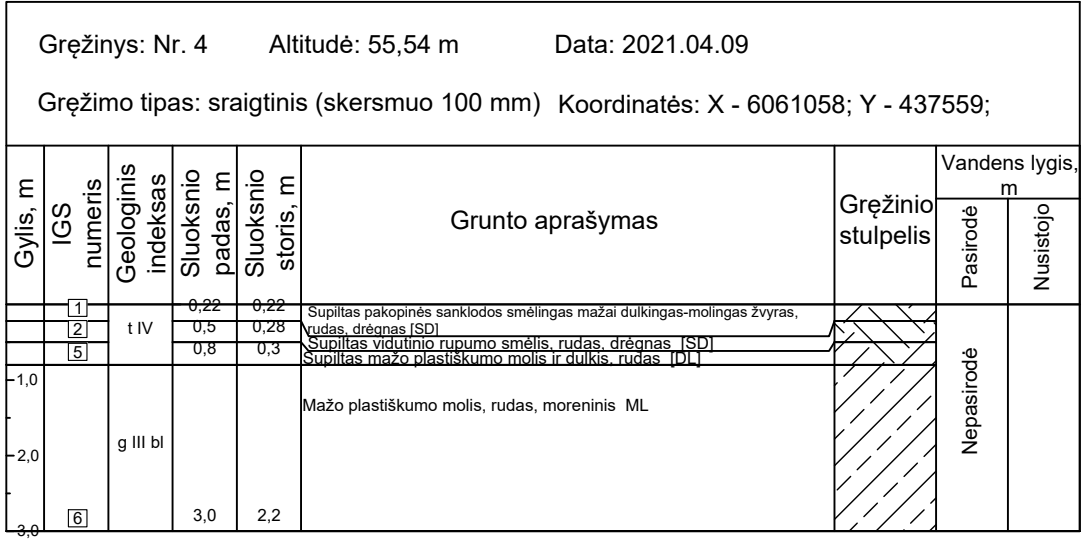 Gręžinys: Nr. 4 Altitudė: 55,54 m Data: 2021.04.09
Gręžimo tipas: sraigtinis (skersmuo 100 mm) Koordinatės: X - 6061058; Y - 437559;
Gylis, m
IGS
numeris
Geologinis
indeksas
Sluoksnio
padas, m
Sluoksnio
storis, m
Grunto aprašymas
Gręžinio
stulpelis
Vandens lygis,
m
Pasirodė
Nusistojo
1 0,22 0,22 Supiltas pakopinės sanklodos smėlingas mažai dulkingas-molingas žvyras,
rudas, drėgnas [SD]
2 t IV 0,5 0,28 Supiltas vidutinio rupumo smėlis, rudas, drėgnas [SD]
5 0,8 0,3 Supiltas mažo plastiškumo molis ir dulkis, rudas [DL]
1,0
Mažo plastiškumo molis, rudas, moreninis ML
Nepasirodė
g III bl
2,0
6 3,0 2,2
3,0